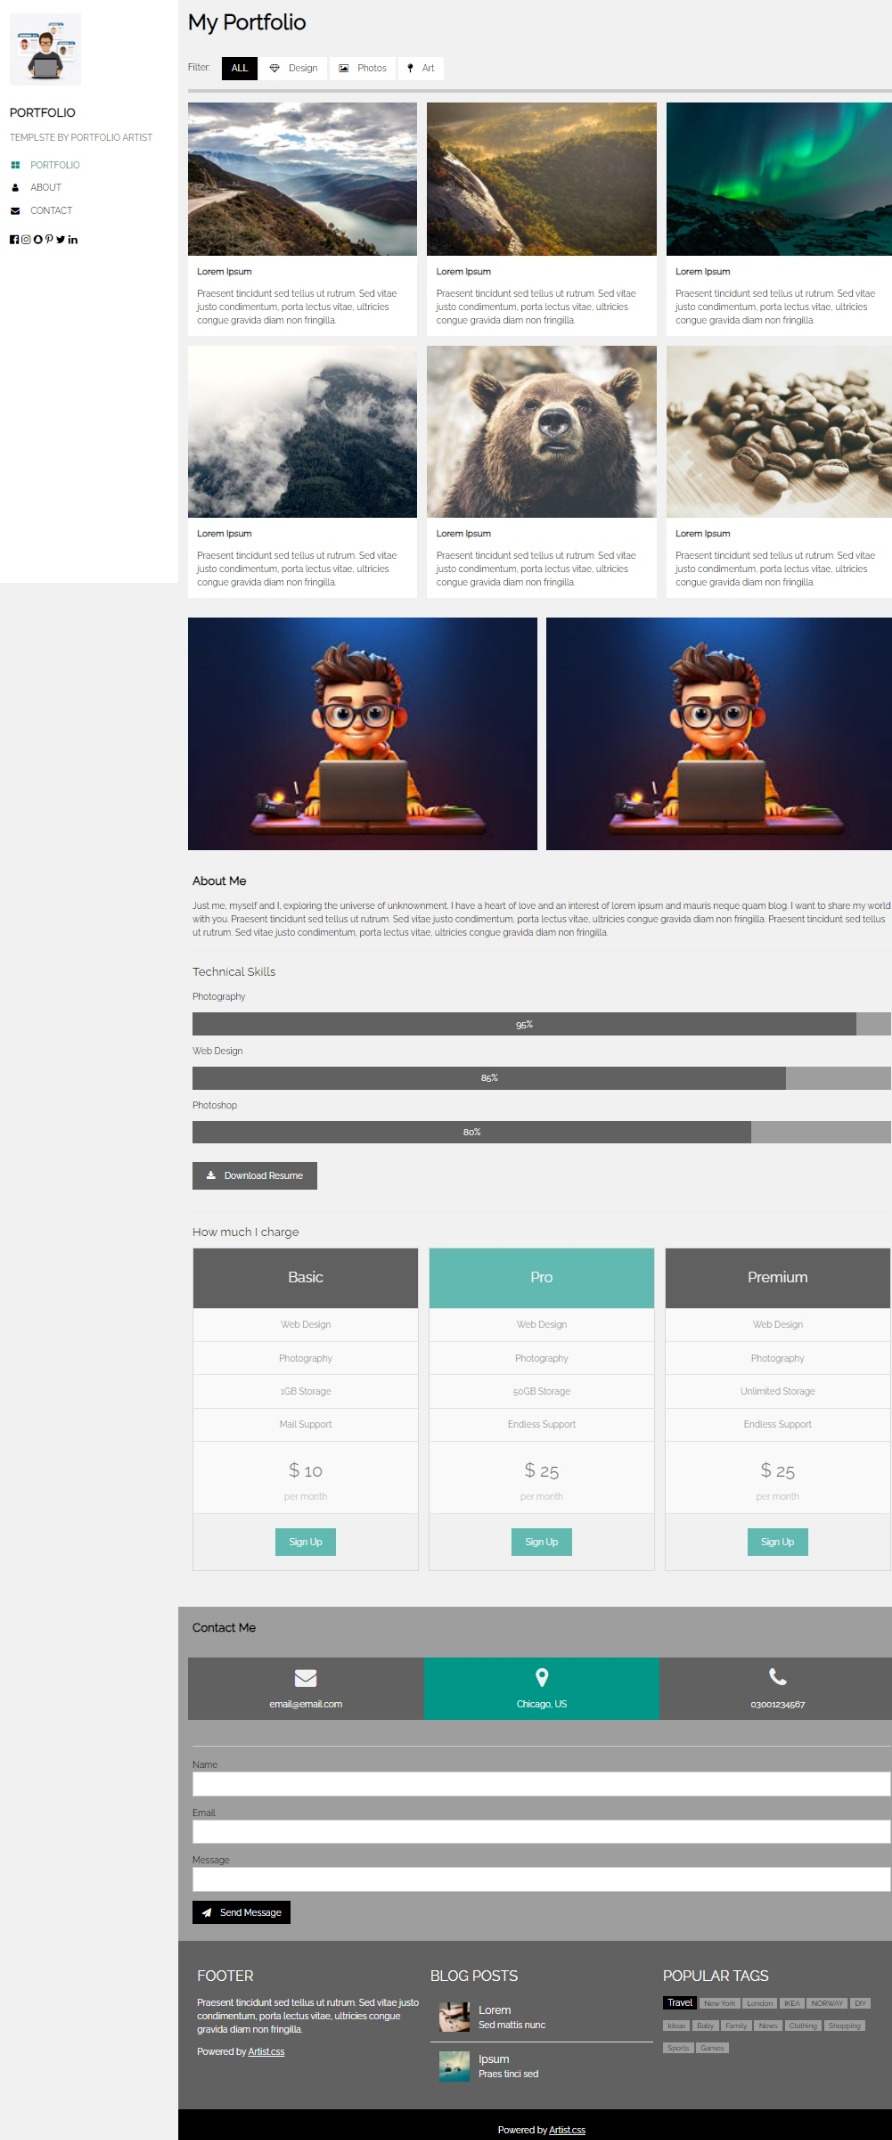 My Portfolio
PORTFOLIO
TEMPLSTE BY PORTFOLIO ARTIST
PORTFOLIO
ABOUT
CONTACT
Filter:
ALL
Design
Photos
Art
Lorem Ipsum
Praesent tincidunt sed tellus ut rutrum. Sed vitae
justo condimentum, porta lectus vitae, ultricies
congue gravida diam non fringilla.
Lorem Ipsum
Praesent tincidunt sed tellus ut rutrum. Sed vitae
justo condimentum, porta lectus vitae, ultricies
congue gravida diam non fringilla.
Lorem Ipsum
Praesent tincidunt sed tellus ut rutrum. Sed vitae
justo condimentum, porta lectus vitae, ultricies
congue gravida diam non fringilla.
Lorem Ipsum
Praesent tincidunt sed tellus ut rutrum. Sed vitae
justo condimentum, porta lectus vitae, ultricies
congue gravida diam non fringilla.
Lorem Ipsum
Praesent tincidunt sed tellus ut rutrum. Sed vitae
justo condimentum, porta lectus vitae, ultricies
congue gravida diam non fringilla.
Lorem Ipsum
Praesent tincidunt sed tellus ut rutrum. Sed vitae
justo condimentum, porta lectus vitae, ultricies
congue gravida diam non fringilla.
About Me
Just me, myself and I, exploring the universe of unknownment. I have a heart of love and an interest of lorem ipsum and mauris neque quam blog. I want to share my world
with you. Praesent tincidunt sed tellus ut rutrum. Sed vitae justo condimentum, porta lectus vitae, ultricies congue gravida diam non fringilla. Praesent tincidunt sed tellus
ut rutrum. Sed vitae justo condimentum, porta lectus vitae, ultricies congue gravida diam non fringilla.
Technical Skills
Photography
95%
Web Design
85%
Photoshop
80%
Download Resume
How much I charge
Basic
Web Design
Photography
1GB Storage
Mail Support
$ 10
per month
Sign Up
Pro
Web Design
Photography
50GB Storage
Endless Support
$ 25
per month
Sign Up
Premium
Web Design
Photography
Unlimited Storage
Endless Support
$ 25
per month
Sign Up
Contact Me
email@email.com
Chicago, US
03001234567
Name
Email
Message
Send Message
FOOTER
Praesent tincidunt sed tellus ut rutrum. Sed vitae justo
condimentum, porta lectus vitae, ultricies congue
gravida diam non fringilla.
Powered by Artist.css
BLOG POSTS
Lorem
Sed mattis nunc
Ipsum
Praes tinci sed
POPULAR TAGS
Travel New York London IKEA NORWAY DIY
Ideas Baby Family News Clothing Shopping
Sports Games
Powered by Artist.css